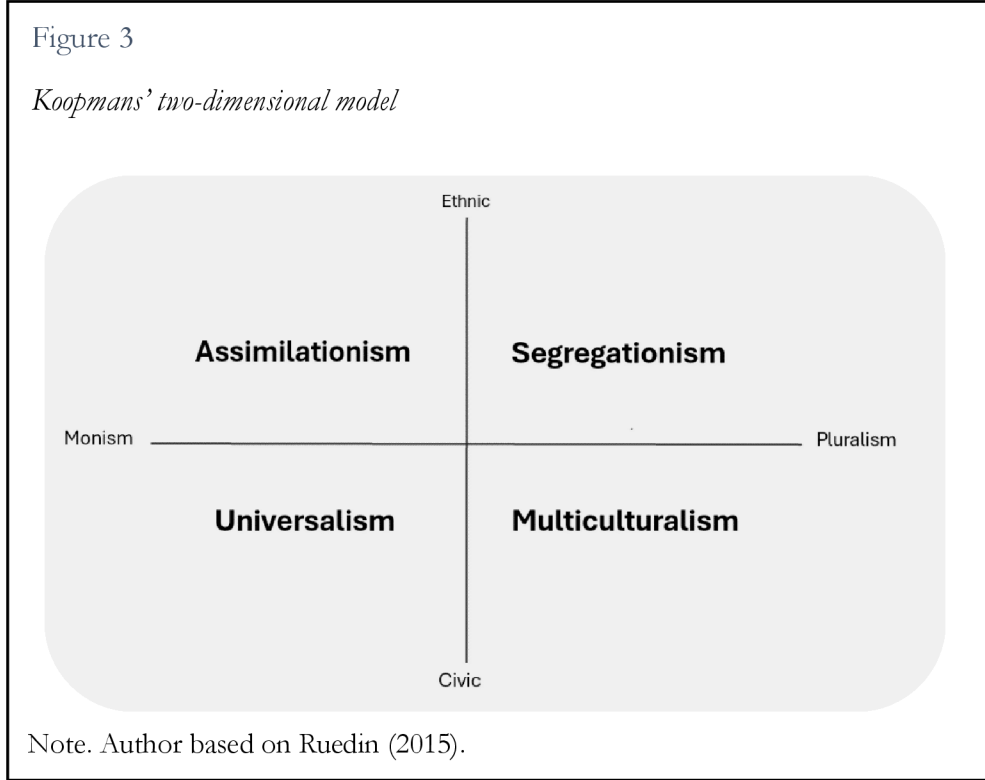 Figure 3
Koopmans’ two-dimensional model
Ethnic
Assimilationism
Segregationism
Monism
Pluralism
Universalism
Multiculturalism
Civic
Note. Author based on Ruedin (2015).